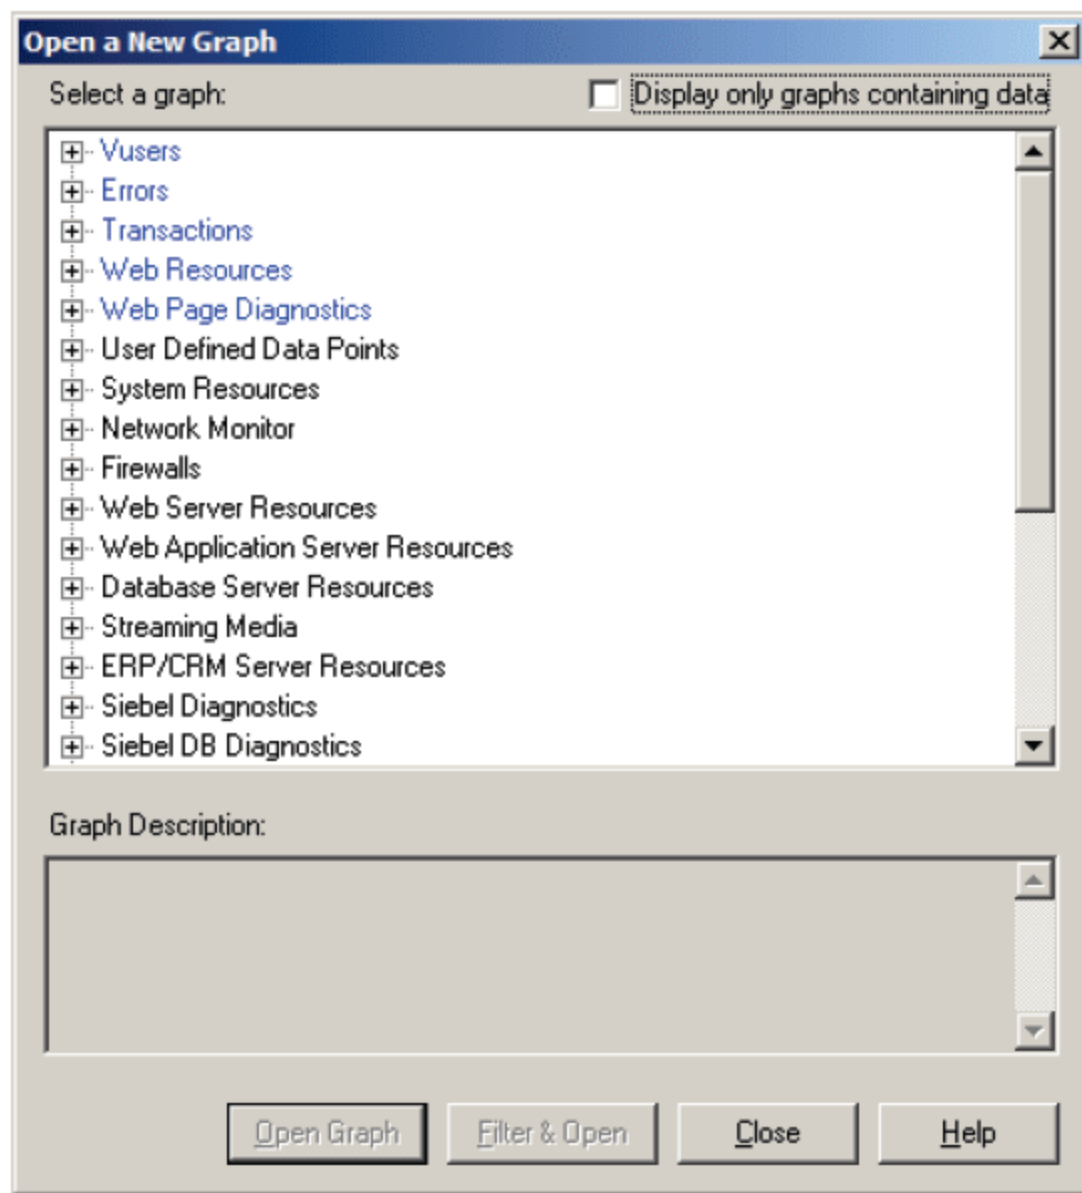 Open a New Graph
Select a graph:
Display only graphs containing data
Vusers
Errors
Transactions
Web Resources
Web Page Diagnostics
User Defined Data Points
System Resources
Network Monitor
Firewalls
Web Server Resources
Web Application Server Resources
Database Server Resources
Streaming Media
ERP/CRM Server Resources
Siebel Diagnostics
Siebel DB Diagnostics
Graph Description:
Open Graph
Filter & Open
Close
Help